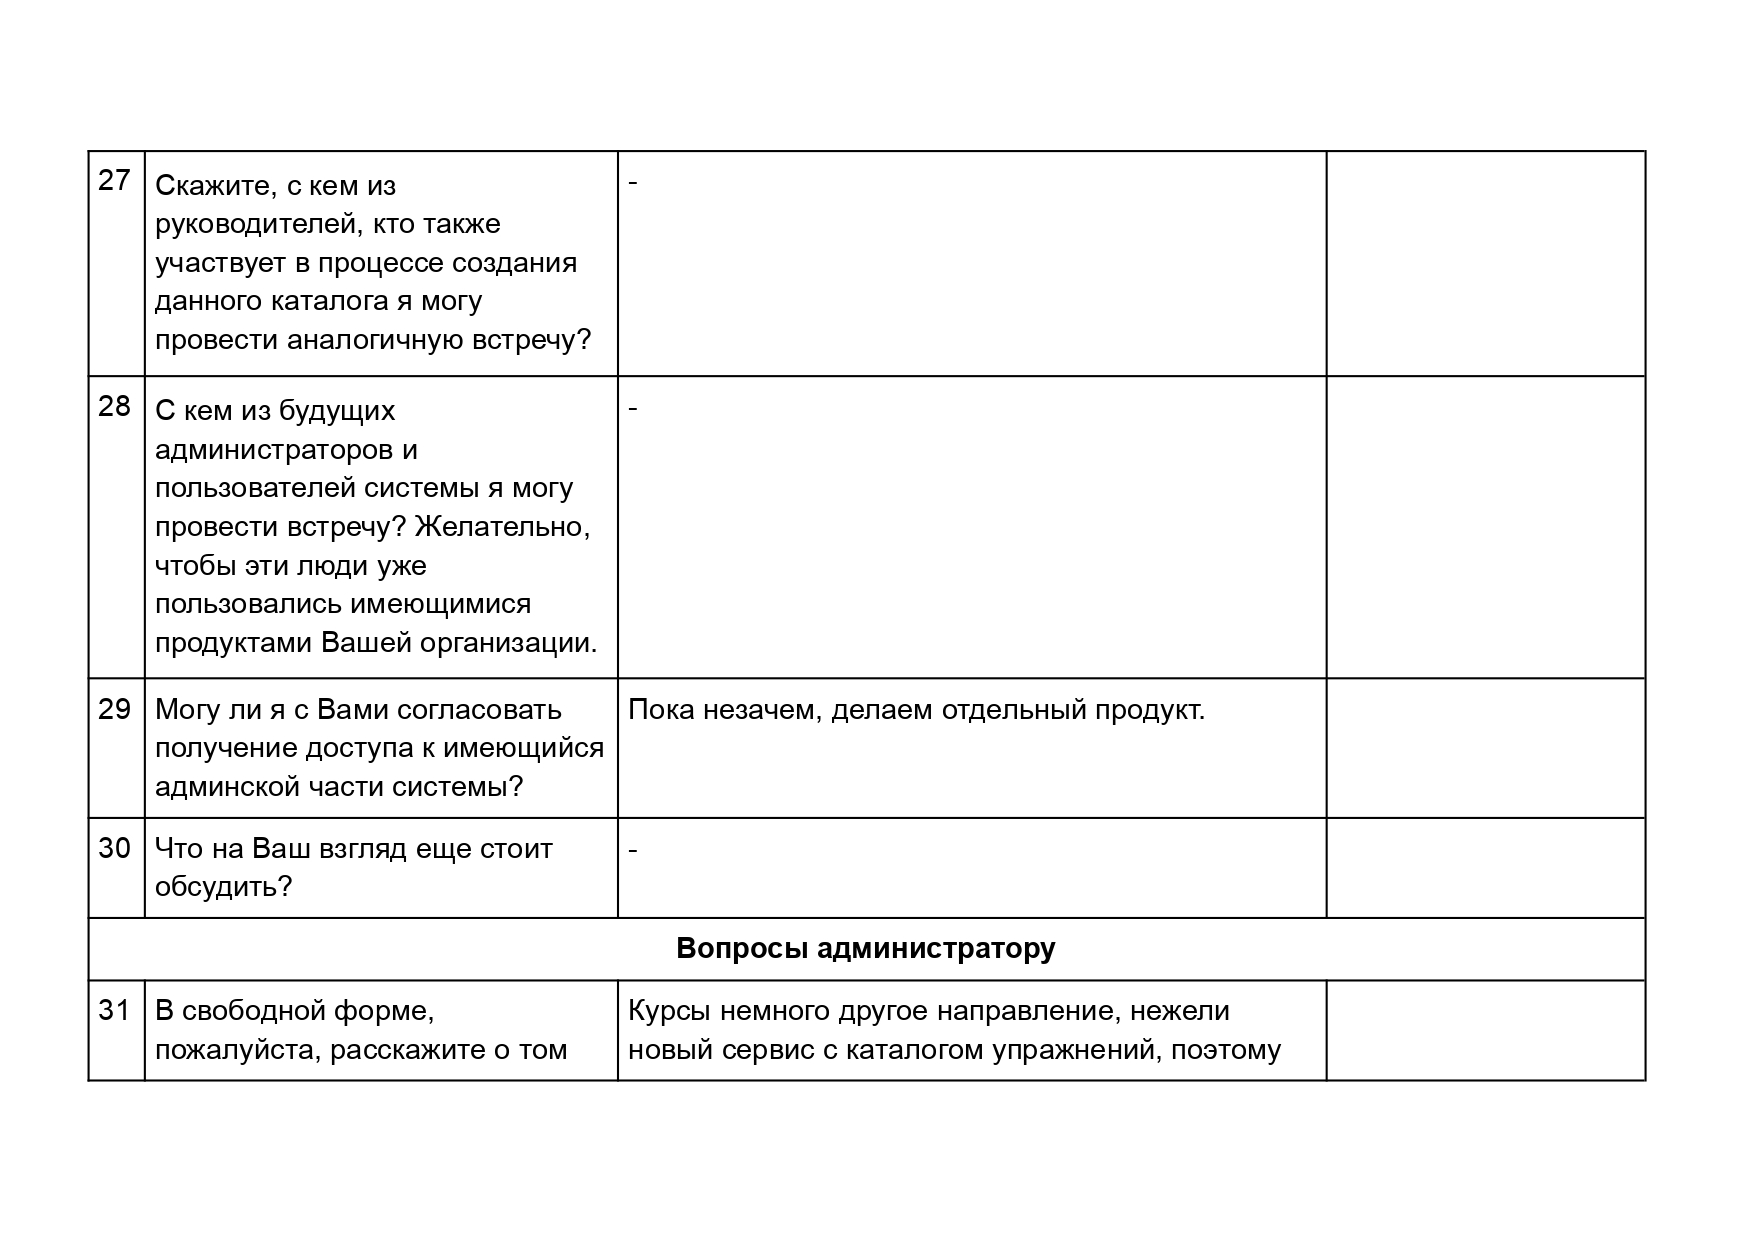 27
Скажите, с кем из
руководителей, кто также
участвует в процессе создания
данного каталога я могу
провести аналогичную встречу?
-
28
С кем из будущих
администраторов и
пользователей системы я могу
провести встречу? Желательно,
чтобы эти люди уже
пользовались имеющимися
продуктами Вашей организации.
-
29
Могу ли я с Вами согласовать
получение доступа к имеющийся
админской части системы?
Пока незачем, делаем отдельный продукт.
30
Что на Ваш взгляд еще стоит
обсудить?
-
Вопросы администратору
31
В свободной форме,
пожалуйста, расскажите о том
Курсы немного другое направление, нежели
новый сервис с каталогом упражнений, поэтому